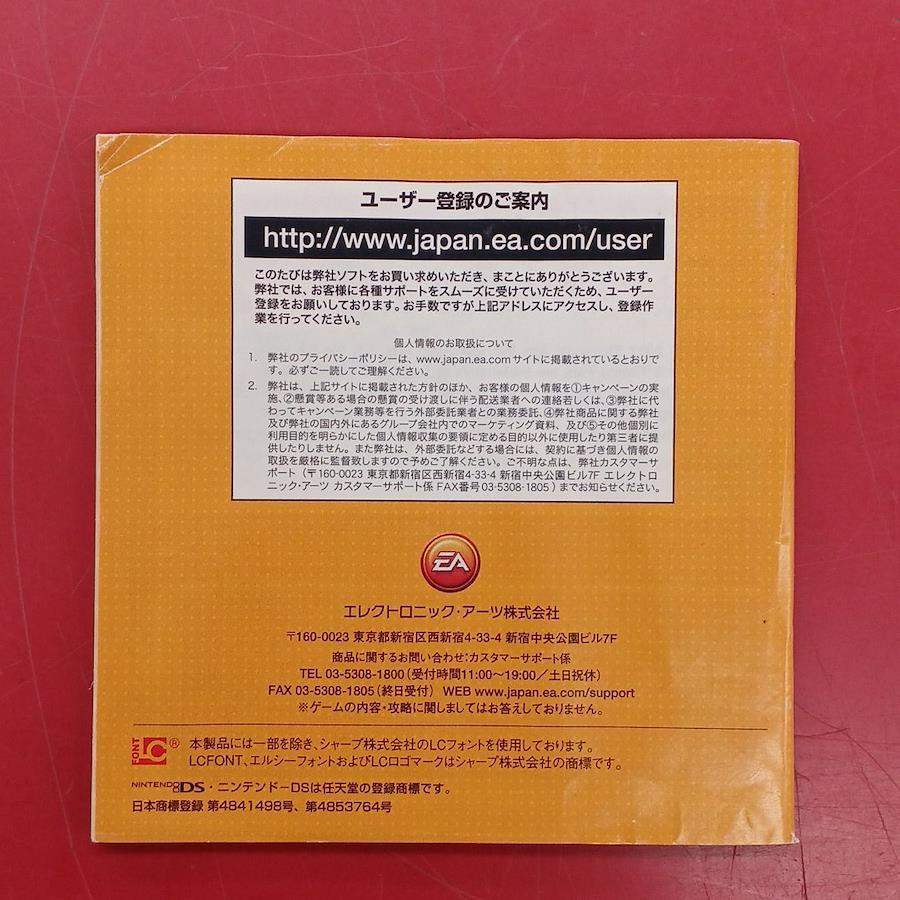 ユーザー登録のご案内
http://www.japan.ea.com/user
このたびは弊社ソフトをお買い求めいただき、まことにありがとうございます。
弊社では、お客様に各種サポートをスムーズに受けていただくため、ユーザー
登録をお願いしております。お手数ですが上記アドレスにアクセスし、登録作
業を行ってください。
個人情報のお取扱について
1. 弊社のプライバシーポリシーは、www.japan.ea.com サイトに掲載されているとおりで
す。必ずご一読してご理解ください。
2. 弊社は、上記サイトに掲載された方針のほか、お客様の個人情報を①キャンペーンの実
施、②懸賞等ある場合の懸賞の受け渡しに伴う配送業者への連絡若しくは、③弊社に代
わってキャンペーン業務等を行う外部委託業者との業務委託、④弊社商品に関する弊社
及び弊社の国内外にあるグループ会社内でのマーケティング資料、及び⑤その他個別に
利用目的を明らかにした個人情報収集の要領に定める目的以外に使用したり第三者に提
供したりしません。また弊社は、外部委託などする場合には、契約に基づき個人情報の
取扱を厳格に監督致しますので予めご了解ください。ご不明な点は、弊社カスタマーサ
ポート（〒160-0023 東京都新宿区西新宿4-33-4 新宿中央公園ビル7F エレクトロ
ニック・アーツ カスタマーサポート係 FAX番号 03-5308-1805）までお知らせください。
EA
エレクトロニック・アーツ株式会社
〒160-0023 東京都新宿区西新宿4-33-4 新宿中央公園ビル7F
商品に関するお問い合わせ：カスタマーサポート係
TEL 03-5308-1800（受付時間11:00～19:00／土日祝休）
FAX 03-5308-1805（終日受付） WEB www.japan.ea.com/support
※ゲームの内容・攻略に関しましてはお答えしておりません。
LC FONT ® 本製品には一部を除き、シャープ株式会社のLCフォントを使用しております。
LCFONT、エルシーフォントおよびLCロゴマークはシャープ株式会社の商標です。
NINTENDO DS・ニンテンドーDSは任天堂の登録商標です。
日本商標登録 第4841498号、第4853764号